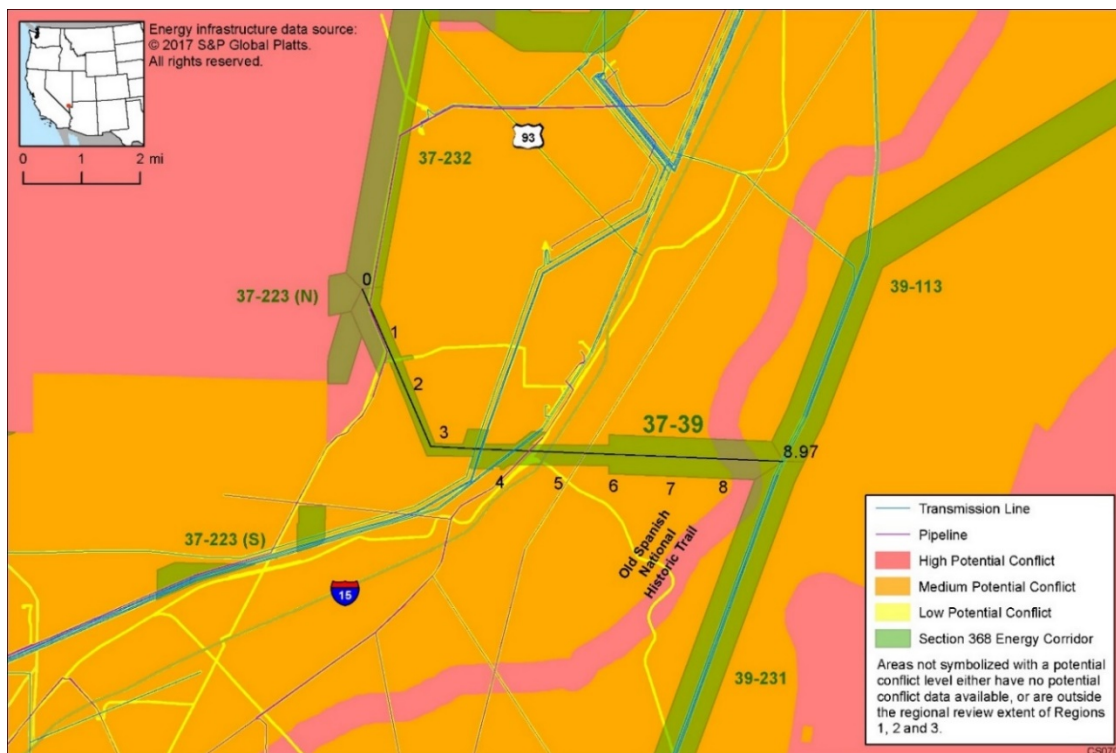 Energy infrastructure data source:
© 2017 S&P Global Platts.
All rights reserved.
0 1 2 mi
93
37-232
37-223 (N)
0
1
2
3
37-39
39-113
8.97
4
5
6
7
8
37-223 (S)
Old Spanish
National
Historic Trail
15
39-231
Transmission Line
Pipeline
High Potential Conflict
Medium Potential Conflict
Low Potential Conflict
Section 368 Energy Corridor
Areas not symbolized with a potential
conflict level either have no potential
conflict data available, or are outside
the regional review extent of Regions
1, 2 and 3.